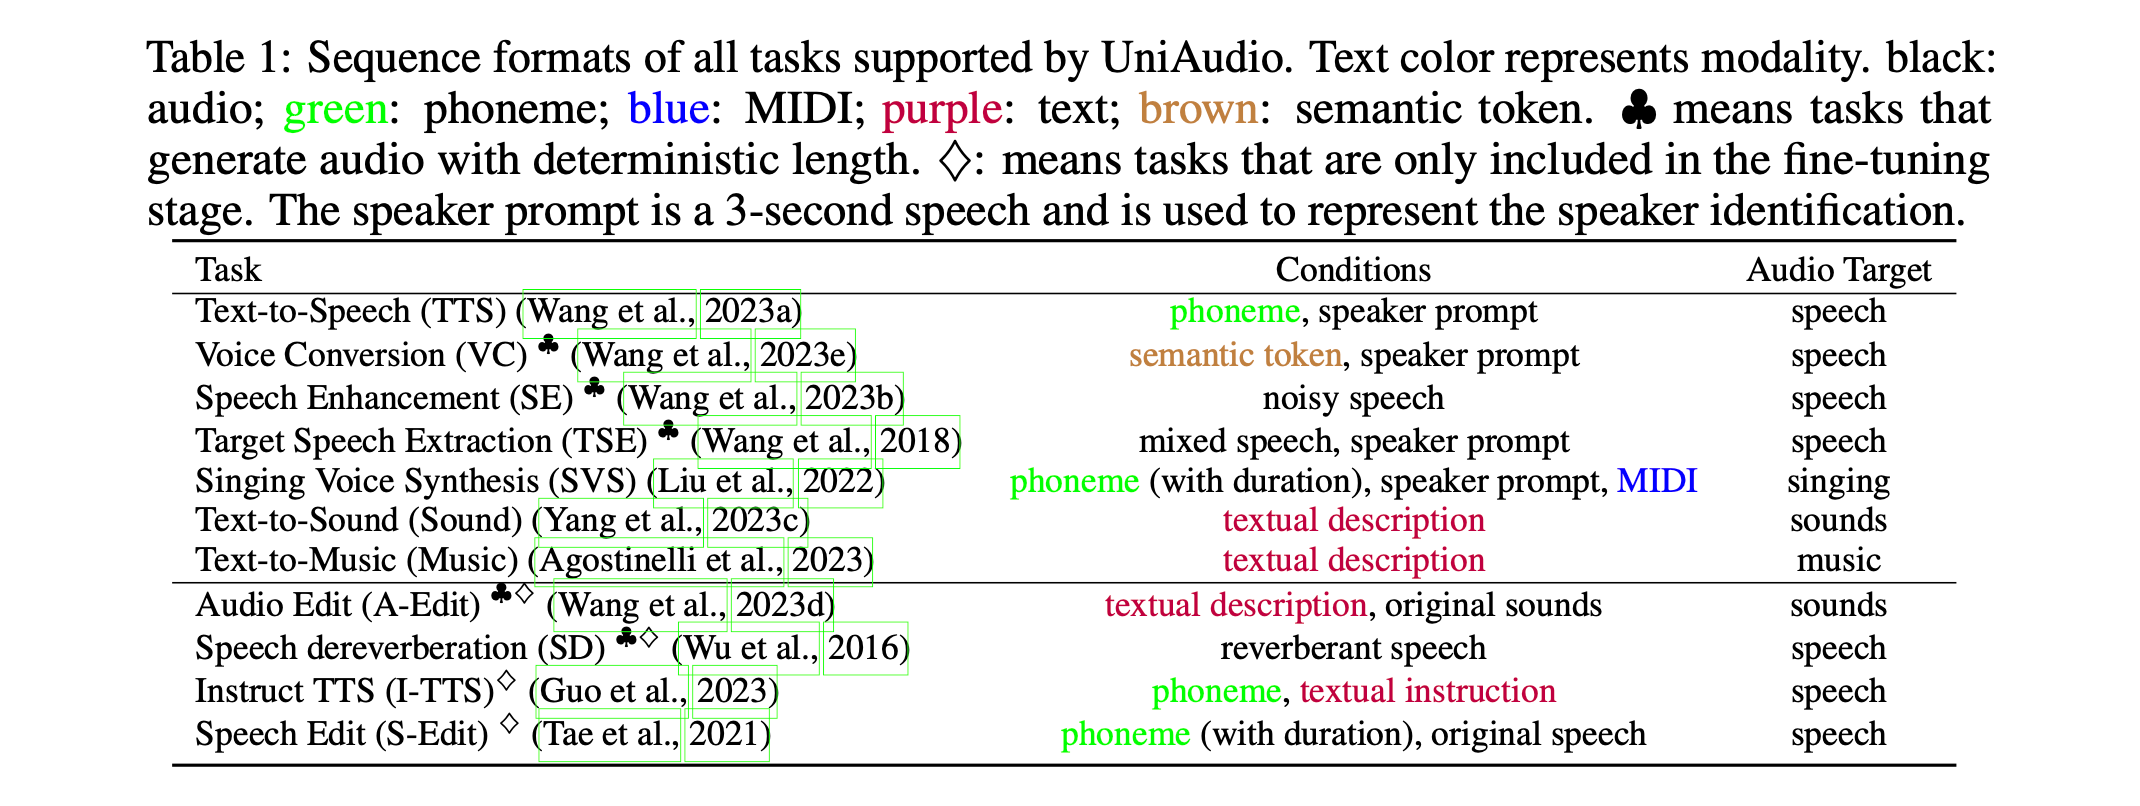 Table 1: Sequence formats of all tasks supported by UniAudio. Text color represents modality. black:
audio; green: phoneme; blue: MIDI; purple: text; brown: semantic token. ♣ means tasks that
generate audio with deterministic length. ♢: means tasks that are only included in the fine-tuning
stage. The speaker prompt is a 3-second speech and is used to represent the speaker identification.
Task Conditions Audio Target
Text-to-Speech (TTS) (Wang et al., 2023a) phoneme, speaker prompt speech
Voice Conversion (VC) ♣ (Wang et al., 2023e) semantic token, speaker prompt speech
Speech Enhancement (SE) ♣ (Wang et al., 2023b) noisy speech speech
Target Speech Extraction (TSE) ♣ (Wang et al., 2018) mixed speech, speaker prompt speech
Singing Voice Synthesis (SVS) (Liu et al., 2022) phoneme (with duration), speaker prompt, MIDI singing
Text-to-Sound (Sound) (Yang et al., 2023c) textual description sounds
Text-to-Music (Music) (Agostinelli et al., 2023) textual description music
Audio Edit (A-Edit) ♣♢ (Wang et al., 2023d) textual description, original sounds sounds
Speech dereverberation (SD) ♣♢ (Wu et al., 2016) reverberant speech speech
Instruct TTS (I-TTS)♢ (Guo et al., 2023) phoneme, textual instruction speech
Speech Edit (S-Edit) ♢ (Tae et al., 2021) phoneme (with duration), original speech speech